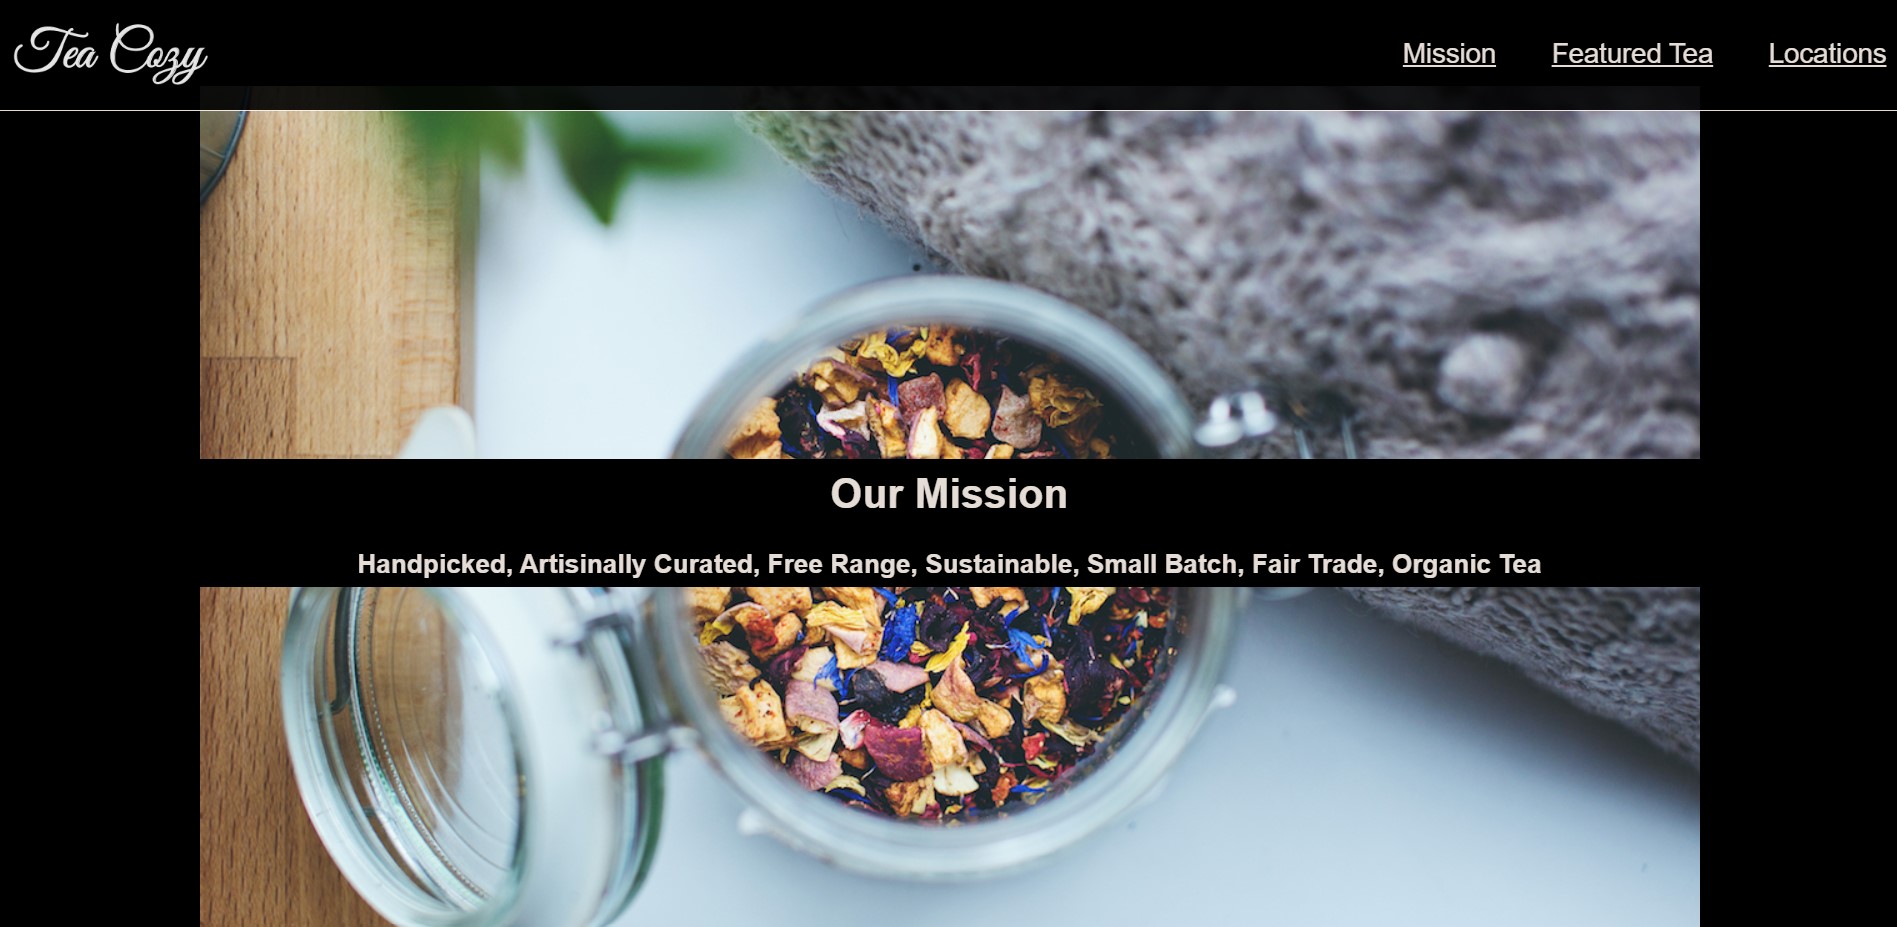 Tea Cozy
Mission Featured Tea Locations
Our Mission
Handpicked, Artisinally Curated, Free Range, Sustainable, Small Batch, Fair Trade, Organic Tea